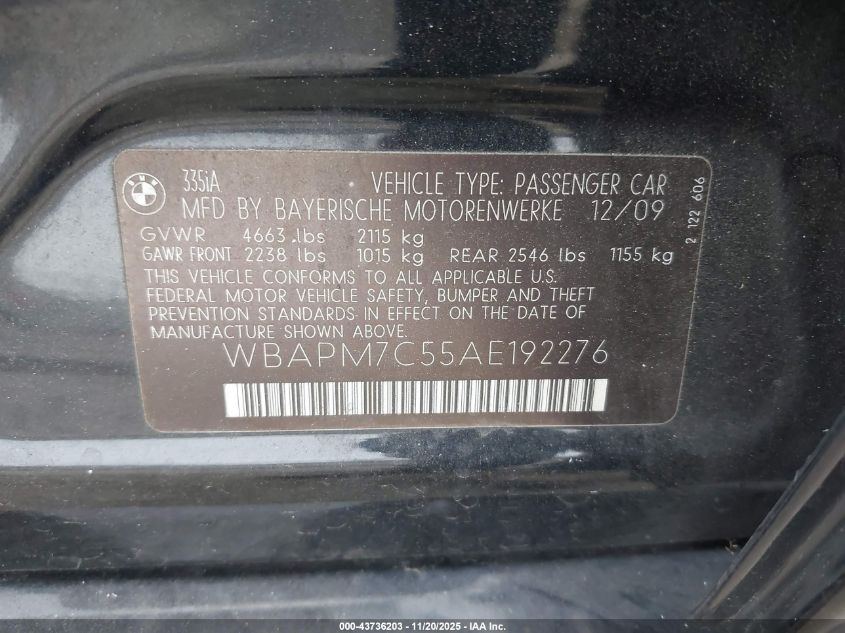 BMW
335iA VEHICLE TYPE: PASSENGER CAR
MFD BY BAYERISCHE MOTORENWERKE 12/09
GVWR 4663 lbs 2115 kg
GAWR FRONT 2238 lbs 1015 kg REAR 2546 lbs 1155 kg
THIS VEHICLE CONFORMS TO ALL APPLICABLE U.S.
FEDERAL MOTOR VEHICLE SAFETY, BUMPER AND THEFT
PREVENTION STANDARDS IN EFFECT ON THE DATE OF
MANUFACTURE SHOWN ABOVE.
WBAPM7C55AE192276
2 122 606
000-43736203 - 11/20/2025 - IAA Inc.